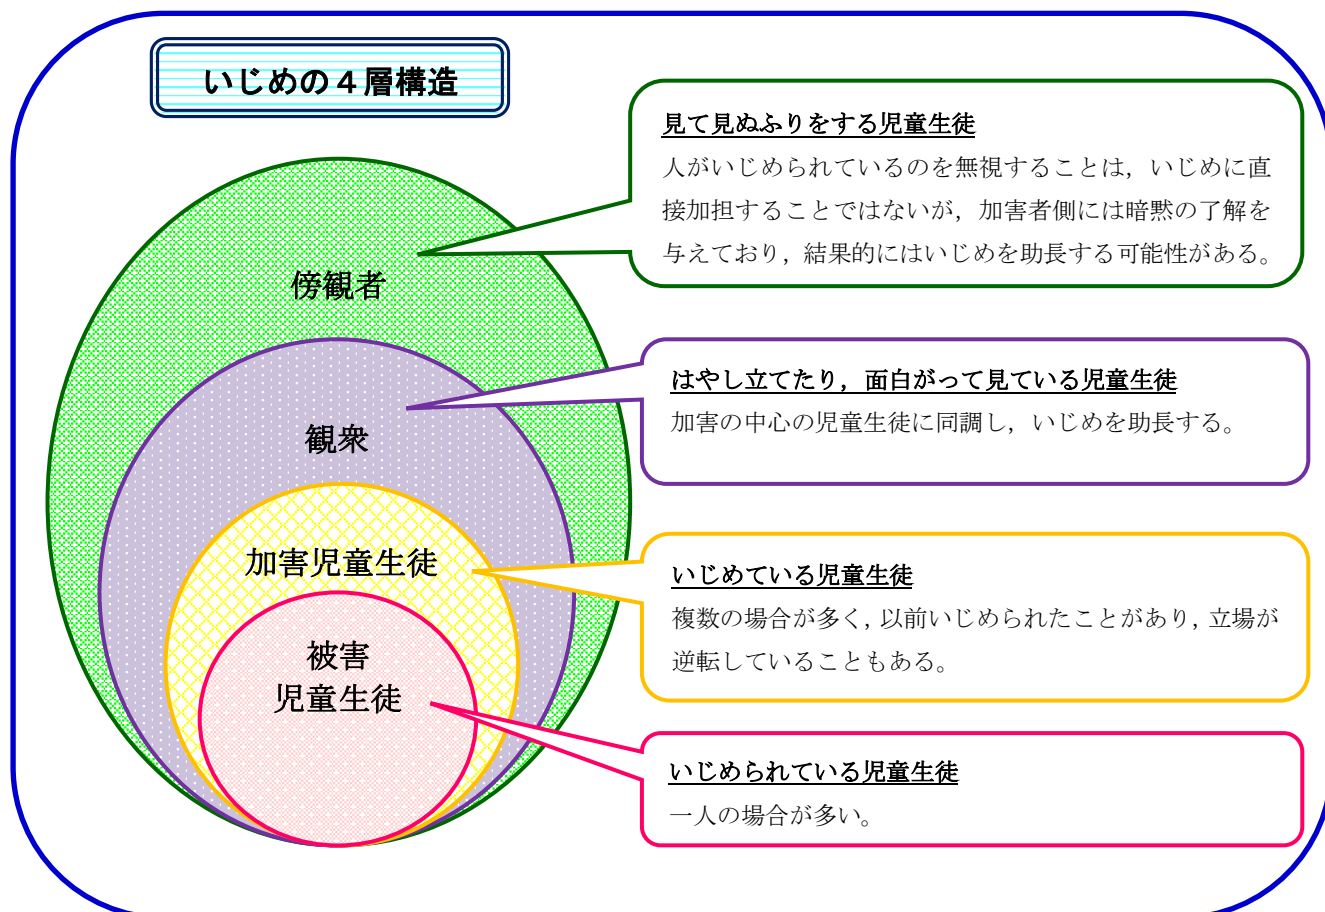 いじめの４層構造
見て見ぬふりをする児童生徒
人がいじめられているのを無視することは，いじめに直
接加担することではないが，加害者側には暗黙の了解を
与えており，結果的にはいじめを助長する可能性がある。
傍観者
はやし立てたり，面白がって見ている児童生徒
加害の中心の児童生徒に同調し，いじめを助長する。
観衆
いじめている児童生徒
複数の場合が多く，以前いじめられたことがあり，立場が
逆転していることもある。
加害児童生徒
被害
児童生徒
いじめられている児童生徒
一人の場合が多い。